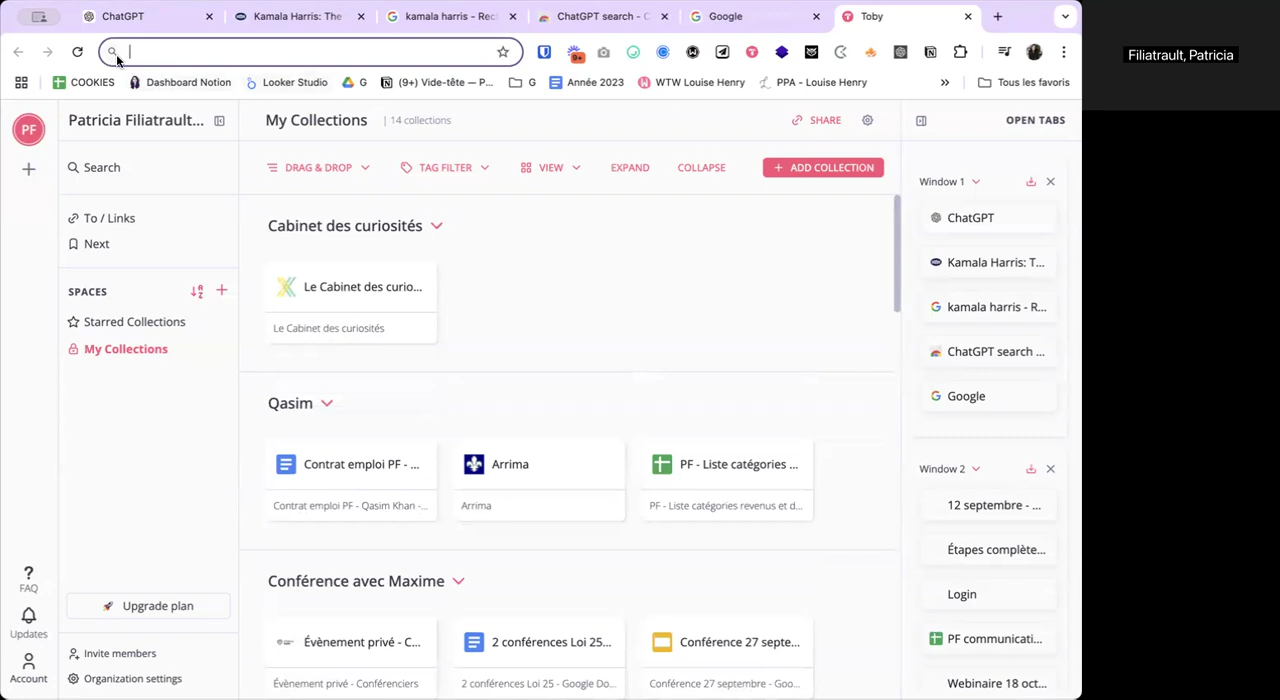 ChatGPT
Kamala Harris: The
kamala harris - Rec
ChatGPT search - C
Google
Toby
9+
COOKIES
Dashboard Notion
Looker Studio
G
(9+) Vide-tête – P...
G
Année 2023
WTW Louise Henry
PPA - Louise Henry
»
Tous les favoris
Filiatrault, Patricia
PF
Patricia Filiatrault...
Search
To / Links
Next
SPACES
Starred Collections
My Collections
Upgrade plan
Invite members
Organization settings
FAQ
Updates
Account
My Collections | 14 collections
SHARE
DRAG & DROP
TAG FILTER
VIEW
EXPAND
COLLAPSE
+ ADD COLLECTION
Cabinet des curiosités
Le Cabinet des curio...
Le Cabinet des curiosités
Qasim
Contrat emploi PF - ...
Contrat emploi PF - Qasim Khan -...
Arrima
Arrima
PF - Liste catégories ...
PF - Liste catégories revenus et d...
Conférence avec Maxime
Évènement privé - C...
Évènement privé - Conférenciers
2 conférences Loi 25...
2 conférences Loi 25 - Google Do...
Conférence 27 septe...
Conférence 27 septembre - Goo...
OPEN TABS
Window 1
ChatGPT
Kamala Harris: T...
kamala harris - R...
ChatGPT search ...
Google
Window 2
12 septembre - ...
Étapes complète...
Login
PF communicati...
Webinaire 18 oct...